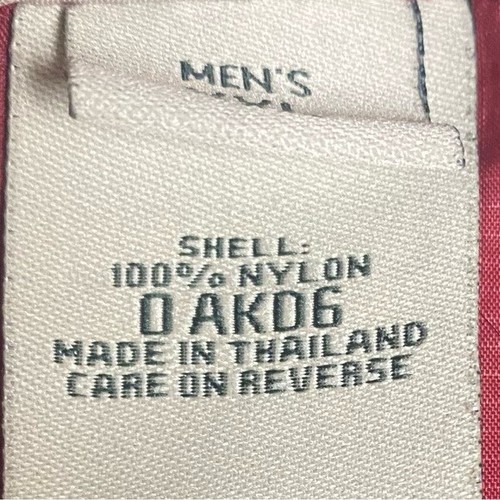 MEN'S
SHELL:
100% NYLON
0 AK06
MADE IN THAILAND
CARE ON REVERSE